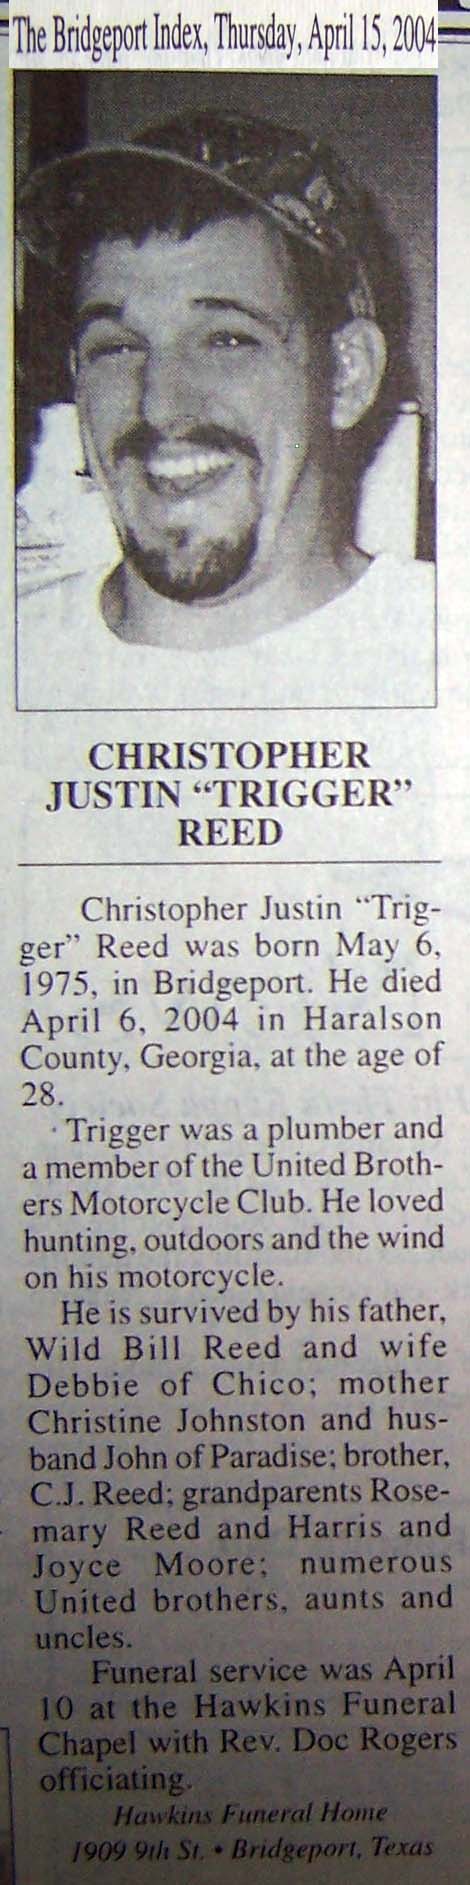 The Bridgeport Index, Thursday, April 15, 2004
CHRISTOPHER
JUSTIN “TRIGGER”
REED
Christopher Justin “Trig-
ger” Reed was born May 6,
1975, in Bridgeport. He died
April 6, 2004 in Haralson
County, Georgia, at the age of
28.
Trigger was a plumber and
a member of the United Broth-
ers Motorcycle Club. He loved
hunting, outdoors and the wind
on his motorcycle.
He is survived by his father,
Wild Bill Reed and wife
Debbie of Chico; mother
Christine Johnston and hus-
band John of Paradise; brother,
C.J. Reed; grandparents Rose-
mary Reed and Harris and
Joyce Moore; numerous
United brothers, aunts and
uncles.
Funeral service was April
10 at the Hawkins Funeral
Chapel with Rev. Doc Rogers
officiating.
Hawkins Funeral Home
1909 9th St. • Bridgeport, Texas